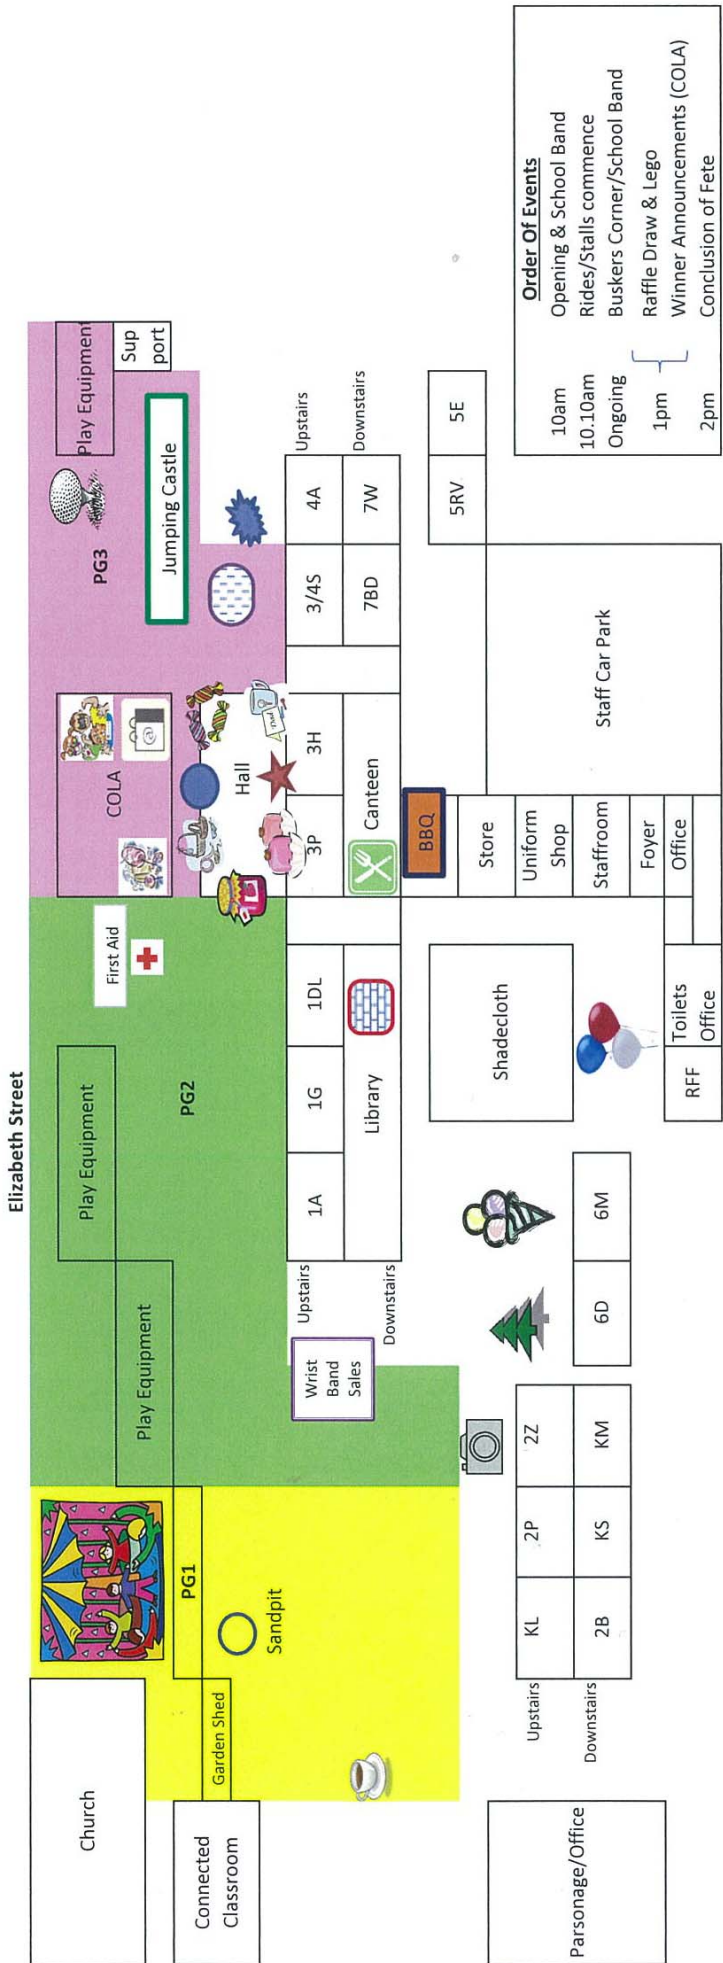 Elizabeth Street
Church
Connected
Classroom
Garden Shed
PG1
Sandpit
Play Equipment
Play Equipment
PG2
First Aid
COLA
PG3
Play Equipment
Sup
port
Jumping Castle
Hall
Wrist
Band
Sales
Upstairs
Downstairs
1A
1G
1DL
Library
3P
3H
Canteen
3/4S
4A
7BD
7W
Upstairs
Downstairs
BBQ
Store
Uniform
Shop
Staffroom
Foyer
Office
Staff Car Park
5RV
5E
Shadecloth
RFF
Toilets
Office
6D
6M
Upstairs
Downstairs
KL
2P
2Z
2B
KS
KM
Parsonage/Office
Order Of Events
10am Opening & School Band
10.10am Rides/Stalls commence
Ongoing Buskers Corner/School Band
1pm Raffle Draw & Lego
Winner Announcements (COLA)
2pm Conclusion of Fete